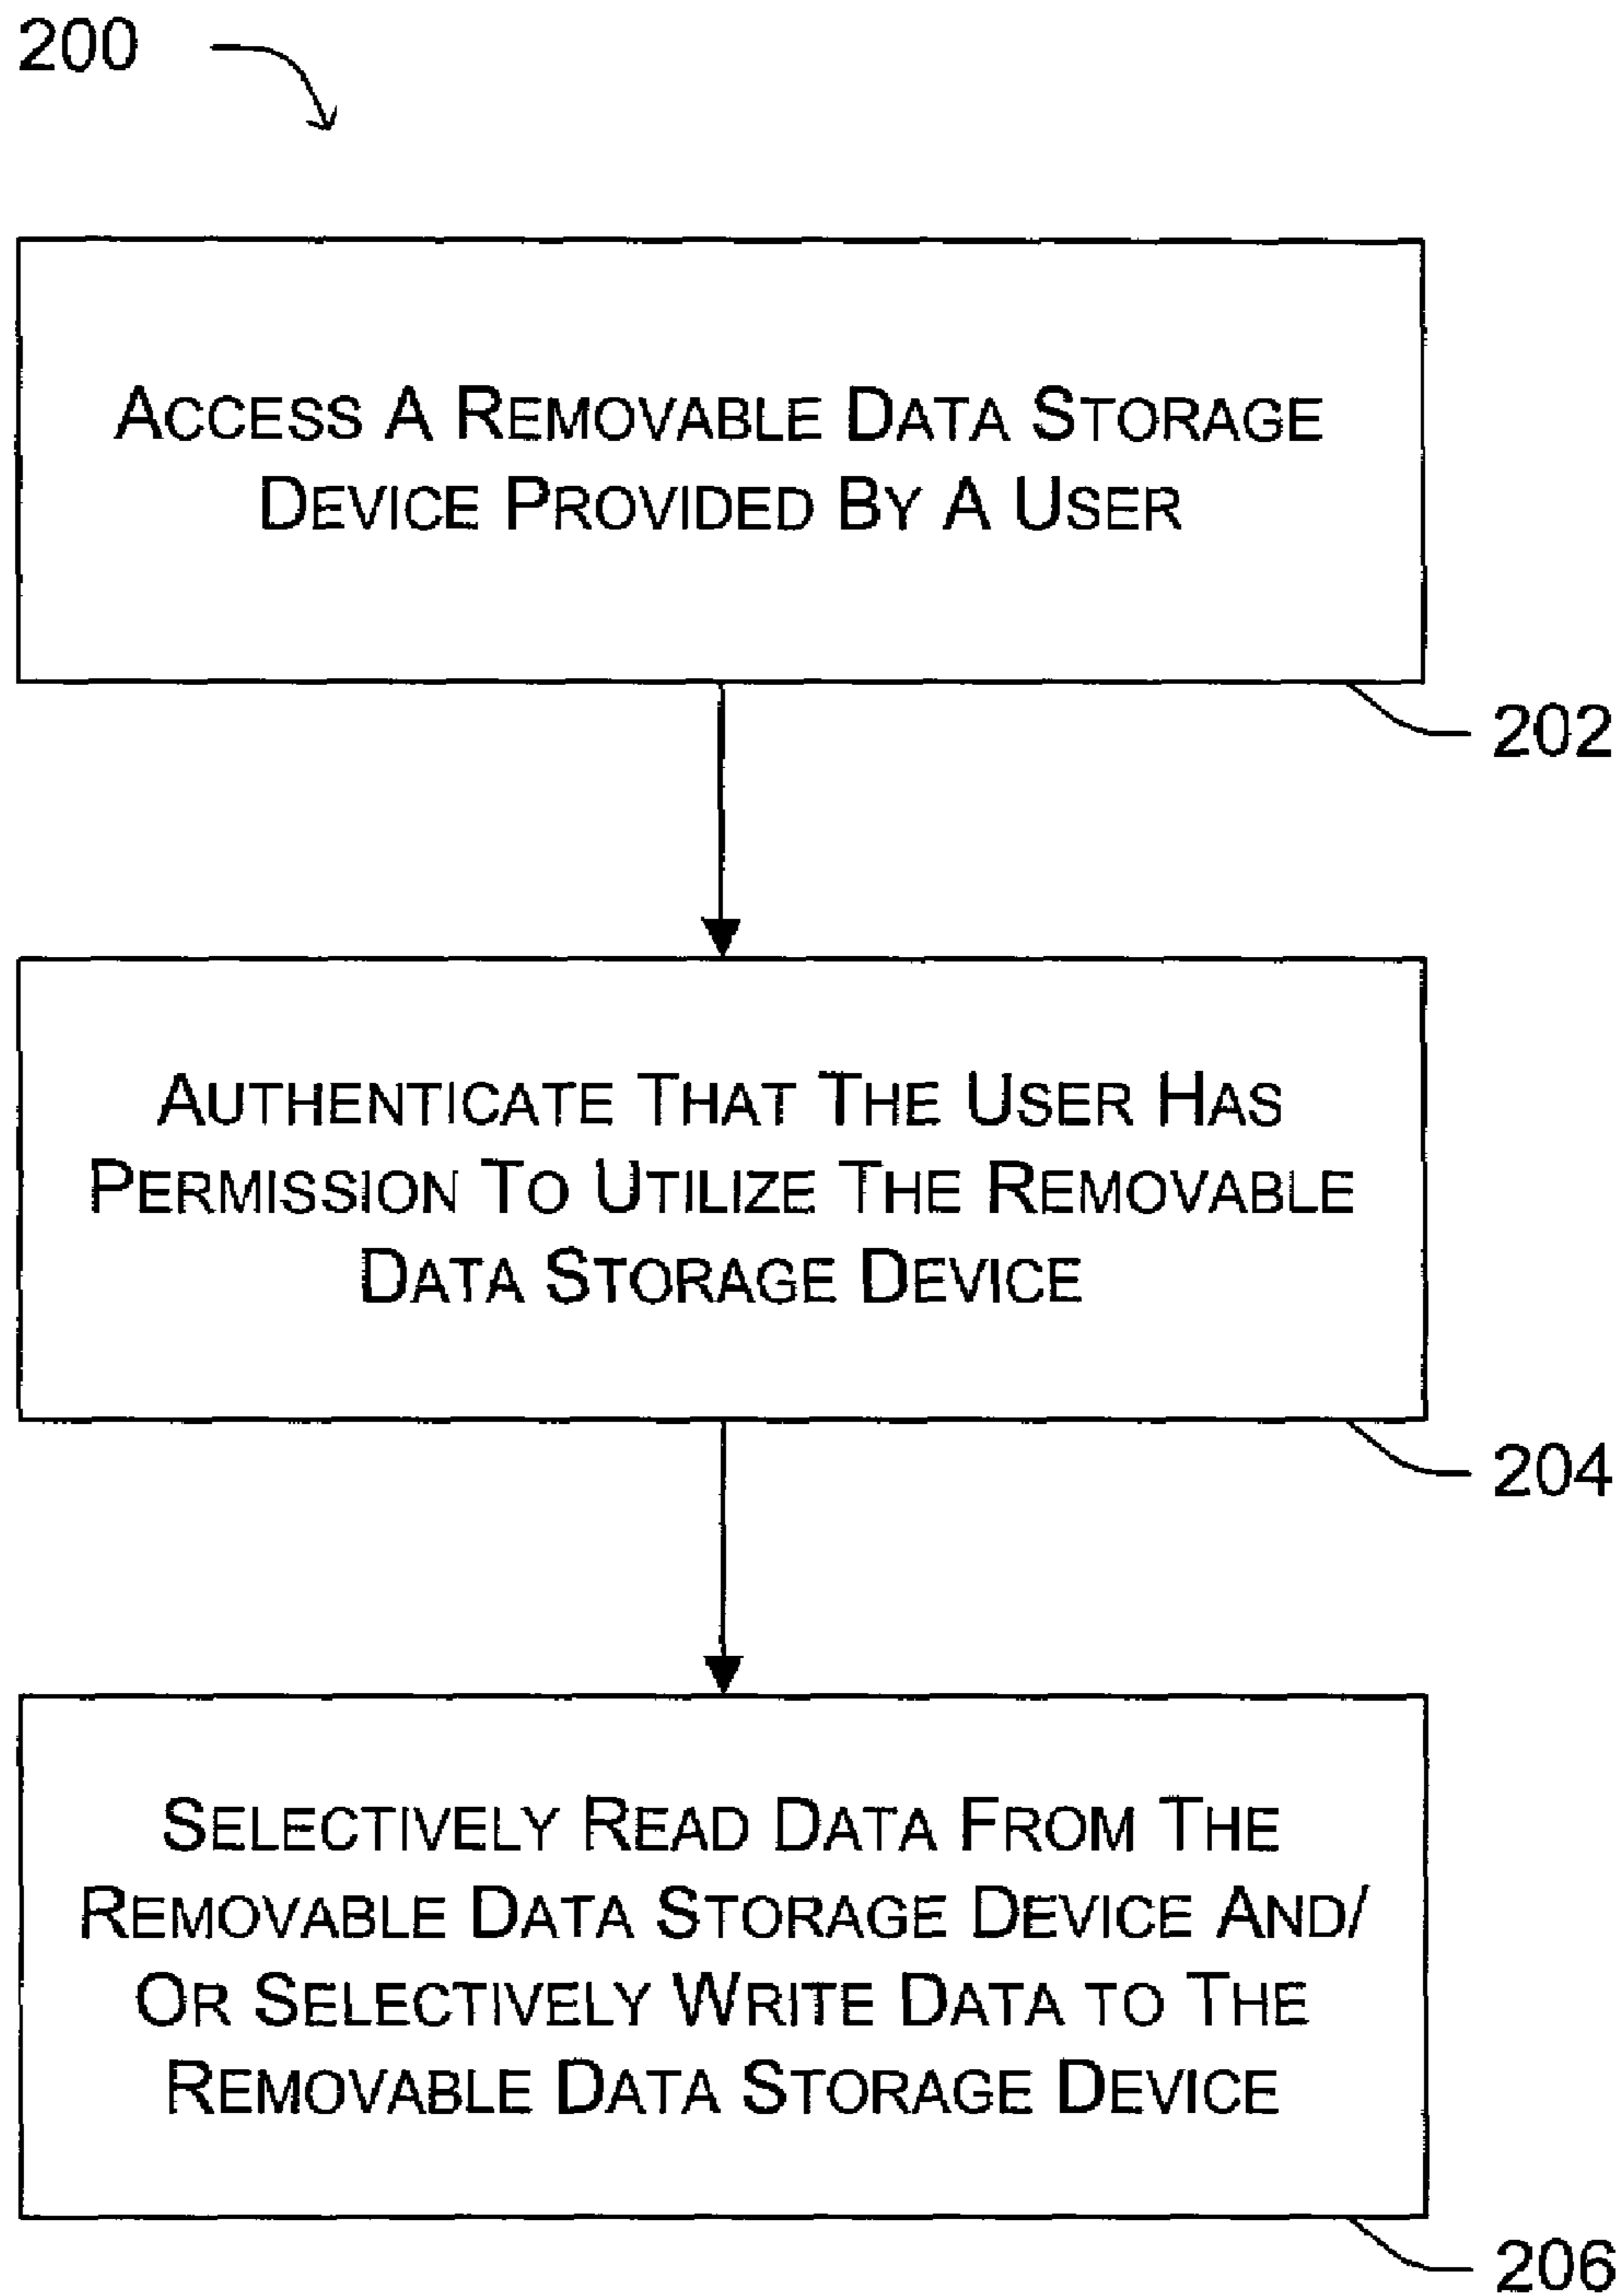 200
ACCESS A REMOVABLE DATA STORAGE
DEVICE PROVIDED BY A USER
202
AUTHENTICATE THAT THE USER HAS
PERMISSION TO UTILIZE THE REMOVABLE
DATA STORAGE DEVICE
204
SELECTIVELY READ DATA FROM THE
REMOVABLE DATA STORAGE DEVICE AND/
OR SELECTIVELY WRITE DATA TO THE
REMOVABLE DATA STORAGE DEVICE
206